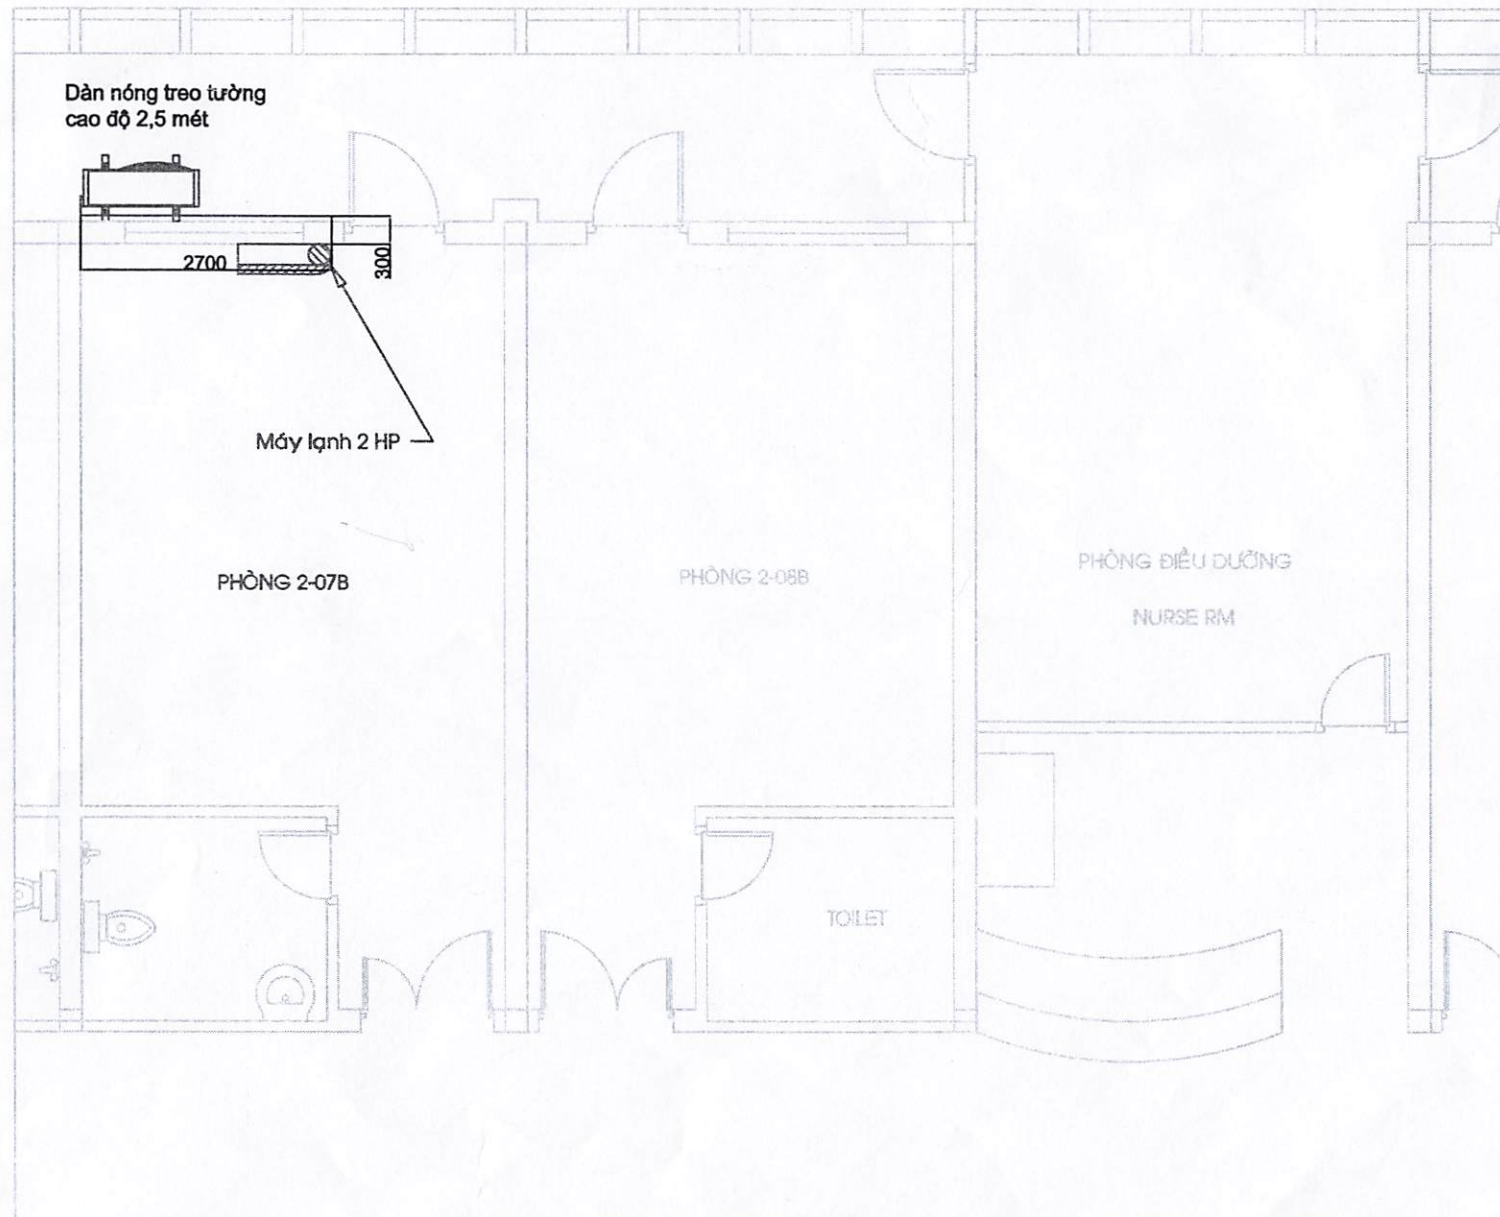 Dàn nóng treo tường
cao độ 2,5 mét
2700
300
Máy lạnh 2 HP
PHÒNG 2-07B
PHÒNG 2-08B
PHÒNG ĐIỀU DƯỠNG
NURSE RM
TOILET